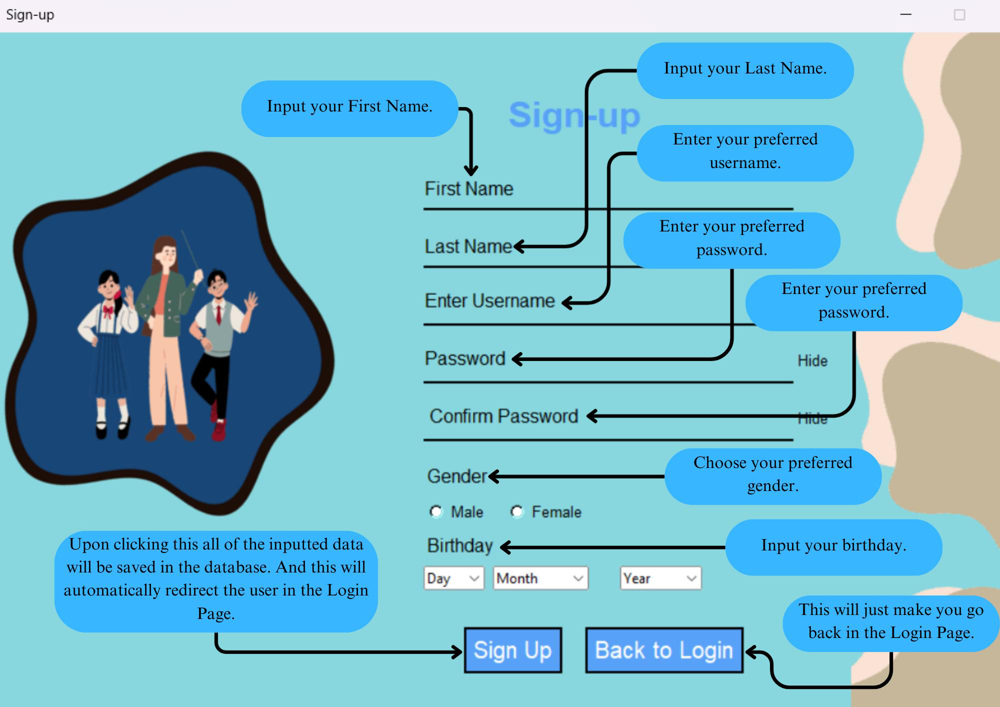 Sign-up
Input your Last Name.
Input your First Name.
Sign-up
Enter your preferred
username.
First Name
Enter your preferred
password.
Last Name
Enter your preferred
password.
Enter Username
Password
Hide
Confirm Password
Hide
Choose your preferred
gender.
Gender
Male
Female
Upon clicking this all of the inputted data
will be saved in the database. And this will
automatically redirect the user in the Login
Page.
Birthday
Input your birthday.
Day
Month
Year
This will just make you go
back in the Login Page.
Sign Up
Back to Login